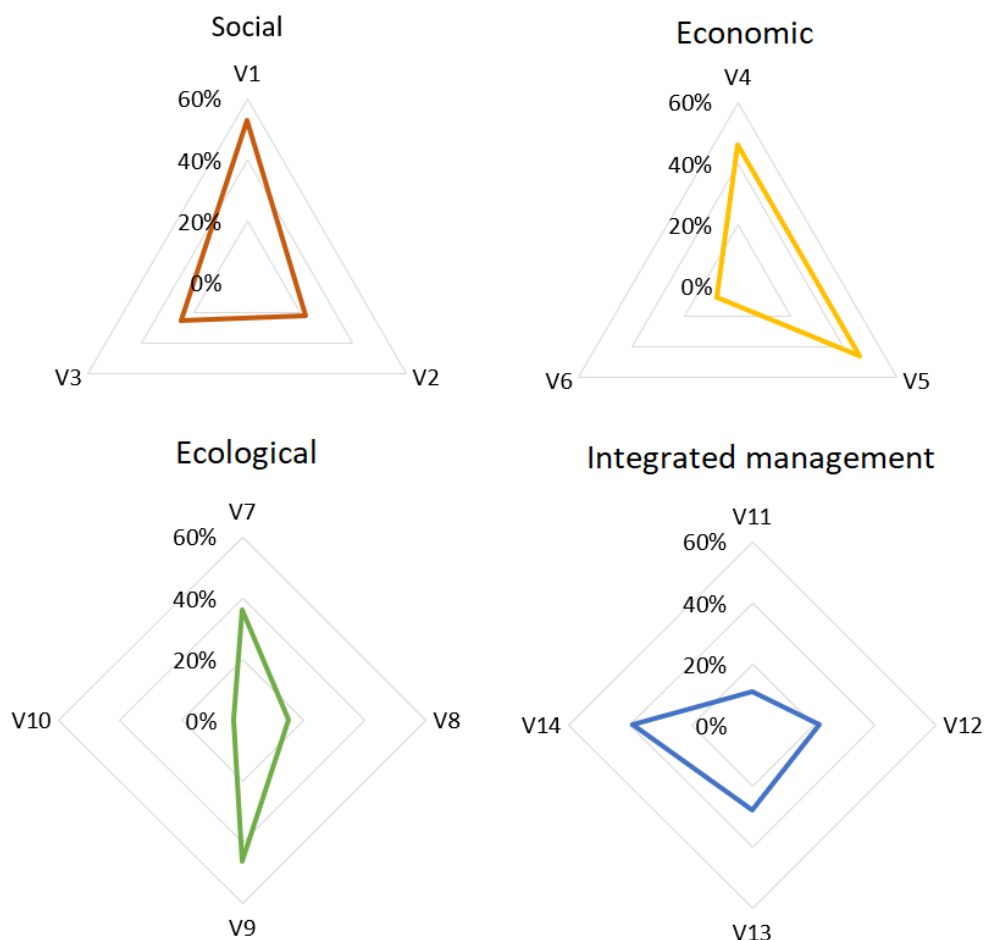 Social
V1
60%
40%
20%
0%
V3
V2
Economic
V4
60%
40%
20%
0%
V6
V5
Ecological
V7
60%
40%
20%
0%
V10
V8
V9
Integrated management
V11
60%
40%
20%
0%
V14
V12
V13